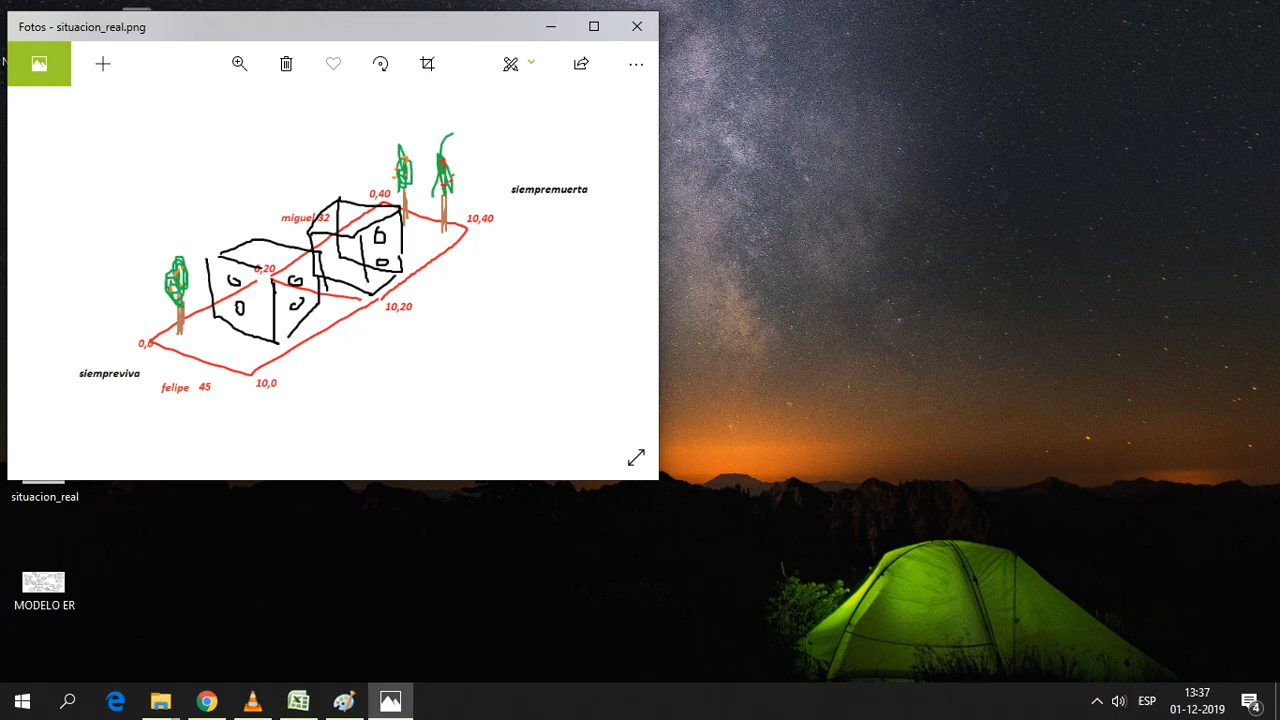 Fotos - situacion_real.png
siempremuerta
0,40
miguel 32
10,40
0,20
10,20
0,0
siempreviva
felipe 45
10,0
situacion_real
MODELO ER
ESP
13:37
01-12-2019
4